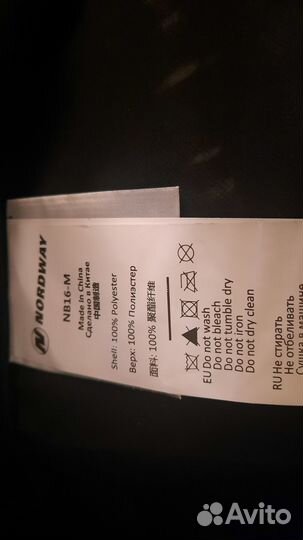 NORDWAY
NB16-M
Made in China
Сделано в Китае
中国制造
Shell: 100% Polyester
Верх: 100% Полиэстер
面料: 100% 聚酯纤维
EU Do not wash
Do not bleach
Do not tumble dry
Do not iron
Do not dry clean
RU Не стирать
Не отбеливать
Сушка в машине
Avito